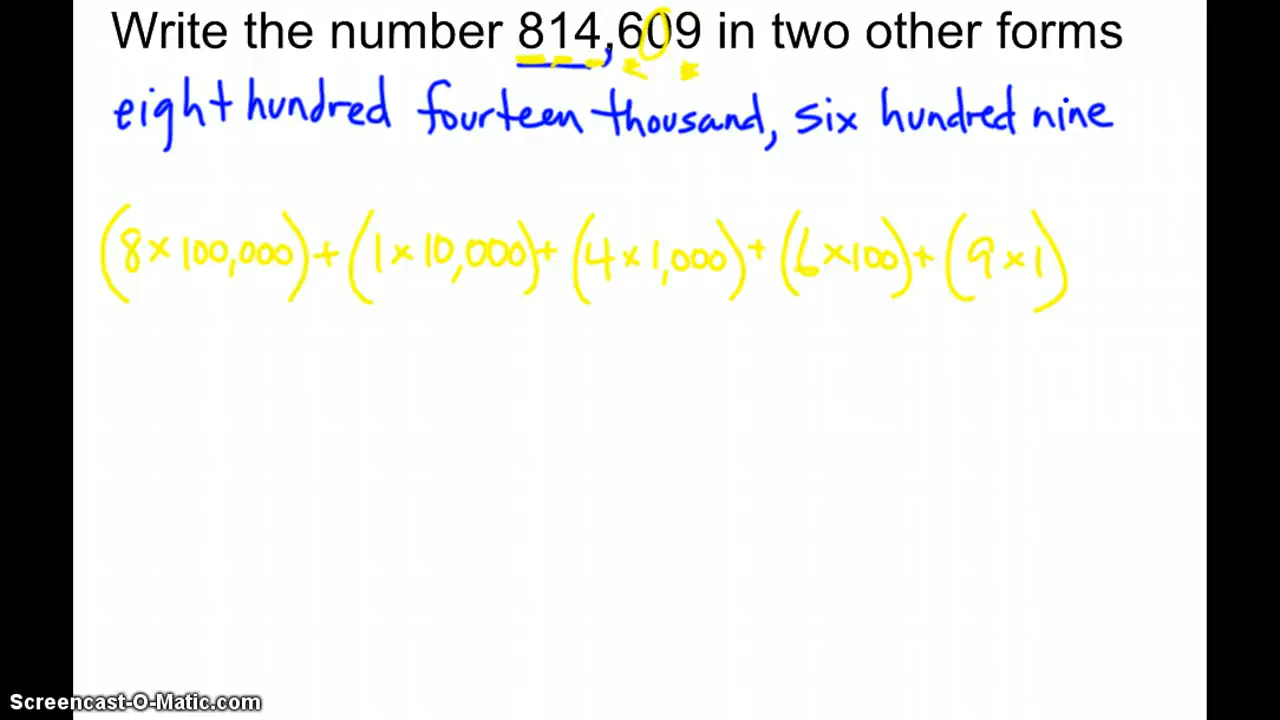 Write the number 814,609 in two other forms
eight hundred fourteen thousand, six hundred nine
(8 × 100,000) + (1 × 10,000) + (4 × 1,000) + (6 × 100) + (9 × 1)
Screencast-O-Matic.com